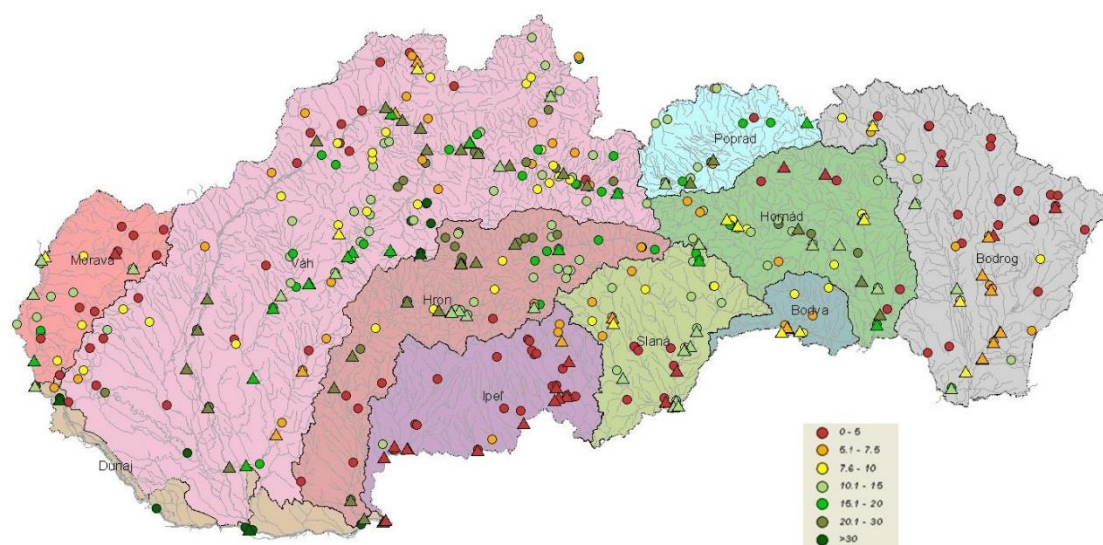 Poprad
Hornád
Morava
Váh
Bodrog
Hron
Bodva
Slaná
Ipeľ
Dunaj
0 - 5
5.1 - 7.5
7.6 - 10
10.1 - 15
15.1 - 20
20.1 - 30
>30